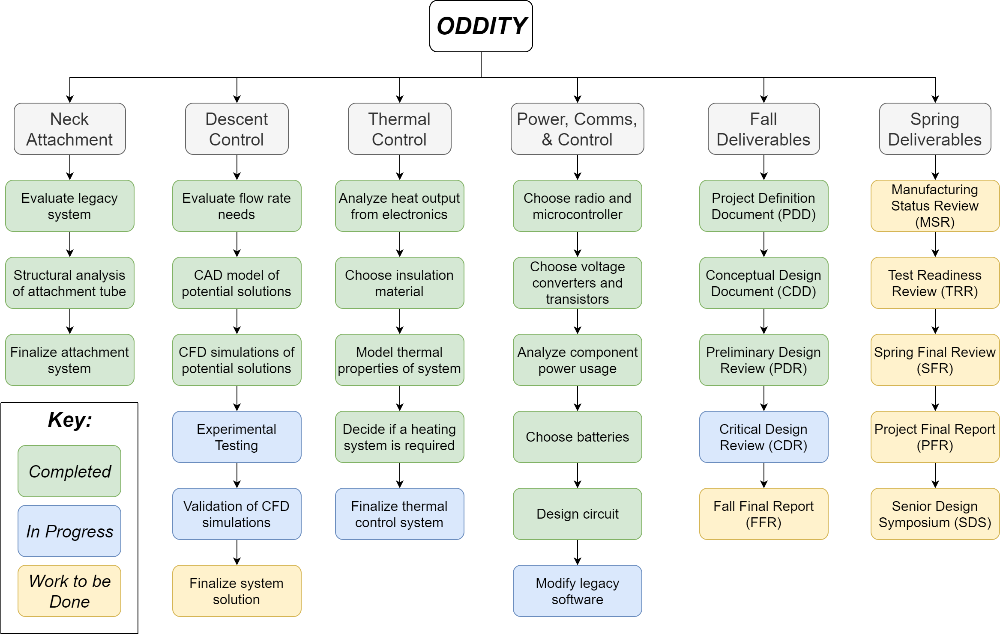 ODDITY
Neck
Attachment
Descent
Control
Thermal
Control
Power, Comms,
& Control
Fall
Deliverables
Spring
Deliverables
Evaluate legacy
system
Structural analysis
of attachment tube
Finalize attachment
system
Evaluate flow rate
needs
CAD model of
potential solutions
CFD simulations of
potential solutions
Experimental
Testing
Validation of CFD
simulations
Finalize system
solution
Analyze heat output
from electronics
Choose insulation
material
Model thermal
properties of system
Decide if a heating
system is required
Finalize thermal
control system
Choose radio and
microcontroller
Choose voltage
converters and
transistors
Analyze component
power usage
Choose batteries
Design circuit
Modify legacy
software
Project Definition
Document (PDD)
Conceptual Design
Document (CDD)
Preliminary Design
Review (PDR)
Critical Design
Review (CDR)
Fall Final Report
(FFR)
Manufacturing
Status Review
(MSR)
Test Readiness
Review (TRR)
Spring Final Review
(SFR)
Project Final Report
(PFR)
Senior Design
Symposium (SDS)
Key:
Completed
In Progress
Work to be
Done